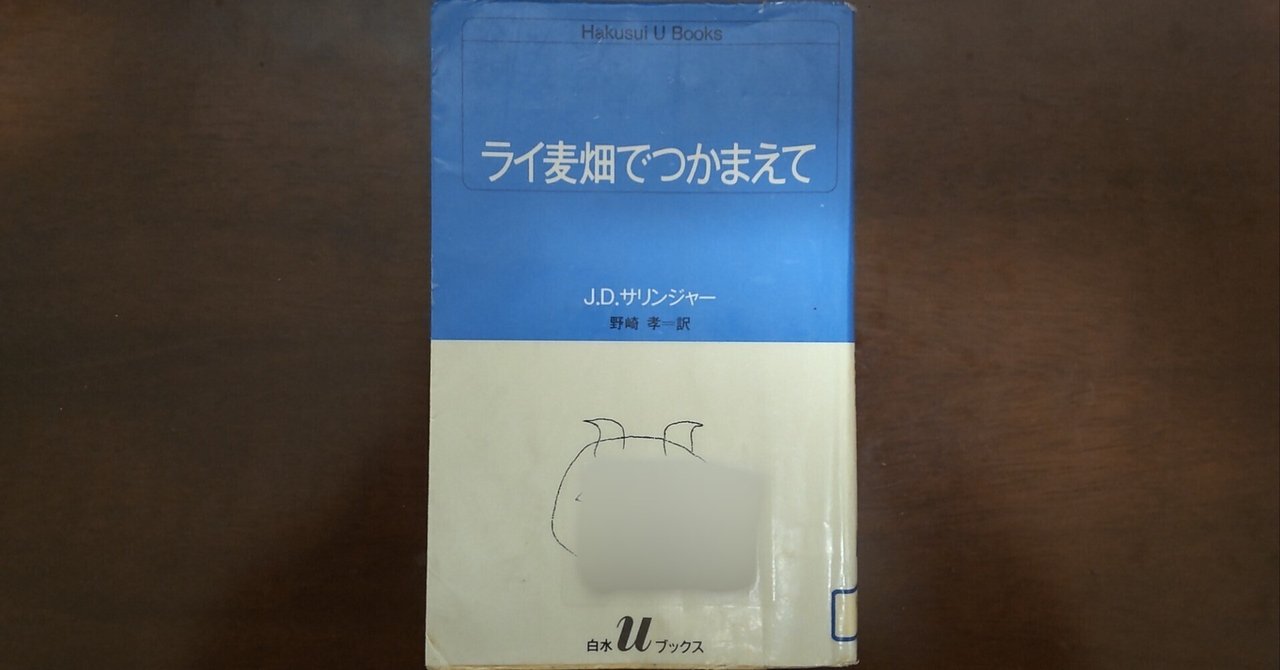 Hakusui U Books
ライ麦畑でつかまえて
J.D.サリンジャー
野崎 孝=訳
白水 u ブックス